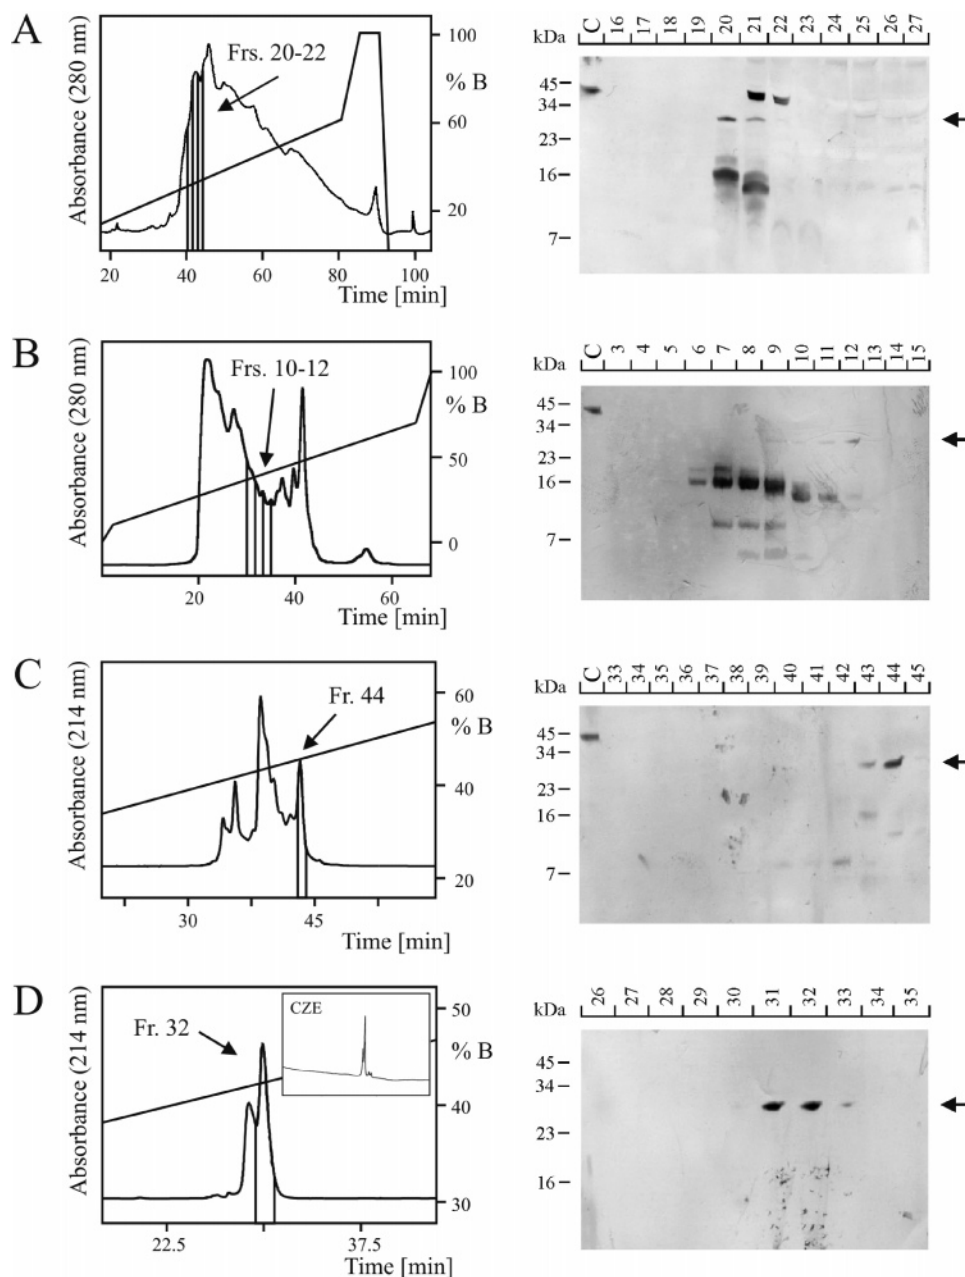 A
Absorbance (280 nm)
Frs. 20-22
100
% B
60
20
20 40 60 80 100
Time [min]
kDa
C 16 17 18 19 20 21 22 23 24 25 26 27
45
34
23
16
7
B
Absorbance (280 nm)
Frs. 10-12
100
% B
50
0
20 40 60
Time [min]
kDa
C 3 4 5 6 7 8 9 10 11 12 13 14 15
45
34
23
16
7
C
Absorbance (214 nm)
Fr. 44
60
% B
40
20
30 45
Time [min]
kDa
C 33 34 35 36 37 38 39 40 41 42 43 44 45
45
34
23
16
7
D
Absorbance (214 nm)
Fr. 32
CZE
50
% B
40
30
22.5 37.5
Time [min]
kDa
26 27 28 29 30 31 32 33 34 35
45
34
23
16